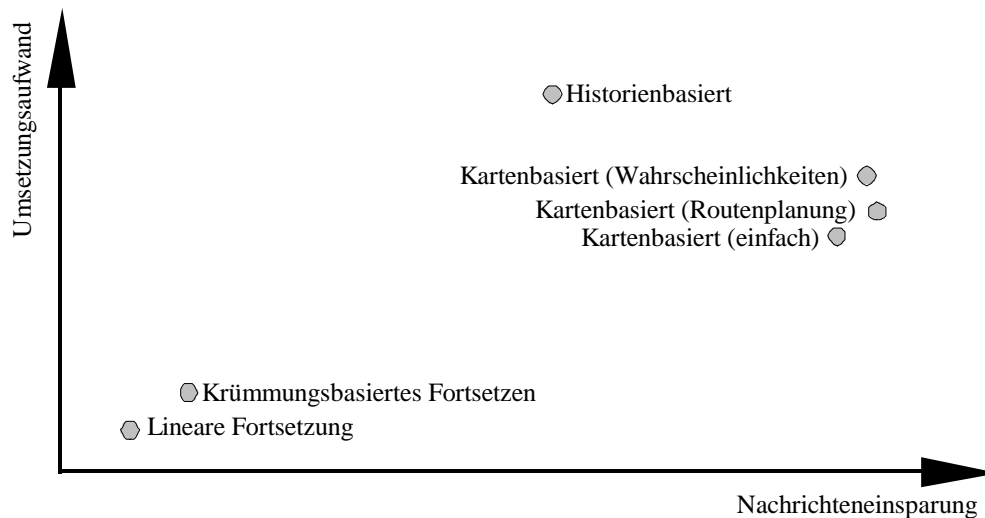 Umsetzungsaufwand
Historienbasiert
Kartenbasiert (Wahrscheinlichkeiten)
Kartenbasiert (Routenplanung)
Kartenbasiert (einfach)
Krümmungsbasiertes Fortsetzen
Lineare Fortsetzung
Nachrichteneinsparung